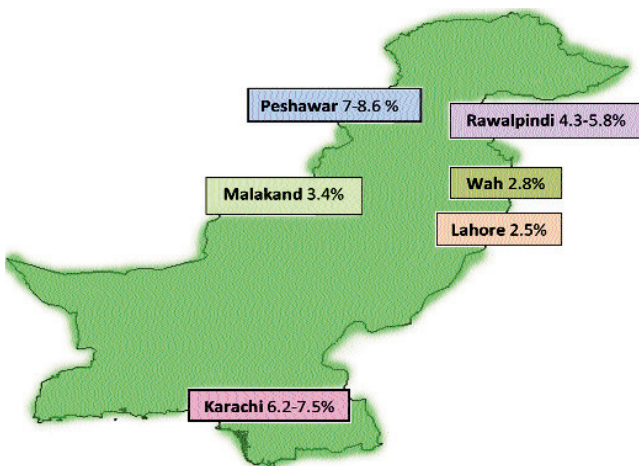 Peshawar 7-8.6 %
Rawalpindi 4.3-5.8%
Malakand 3.4%
Wah 2.8%
Lahore 2.5%
Karachi 6.2-7.5%